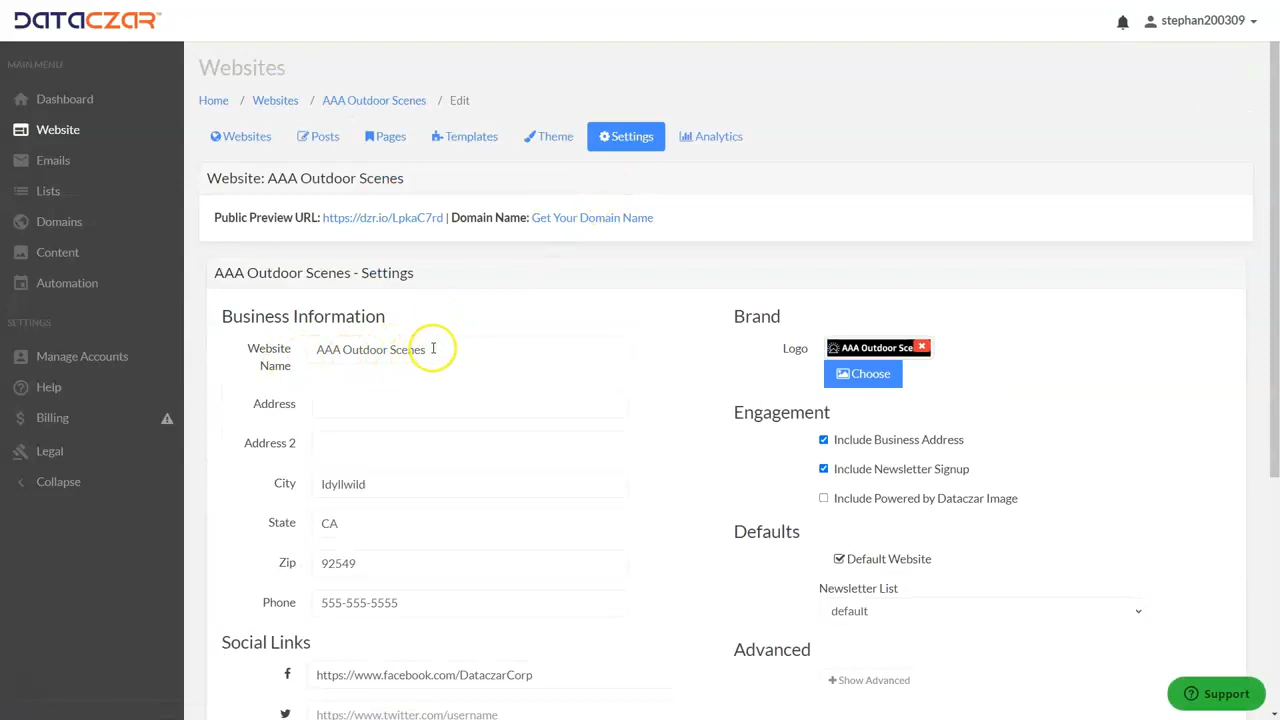 DATACZAR
stephan200309
MAIN MENU
Dashboard
Website
Emails
Lists
Domains
Content
Automation
SETTINGS
Manage Accounts
Help
Billing
Legal
Collapse
Websites
Home / Websites / AAA Outdoor Scenes / Edit
Websites Posts Pages Templates Theme Settings Analytics
Website: AAA Outdoor Scenes
Public Preview URL: https://dzr.io/LpkaC7rd | Domain Name: Get Your Domain Name
AAA Outdoor Scenes - Settings
Business Information
Website Name AAA Outdoor Scenes
Address
Address 2
City Idyllwild
State CA
Zip 92549
Phone 555-555-5555
Social Links
https://www.facebook.com/DataczarCorp
https://www.twitter.com/username
Brand
Logo AAA Outdoor Sce
Choose
Engagement
Include Business Address
Include Newsletter Signup
Include Powered by Dataczar Image
Defaults
Default Website
Newsletter List
default
Advanced
+ Show Advanced
Support